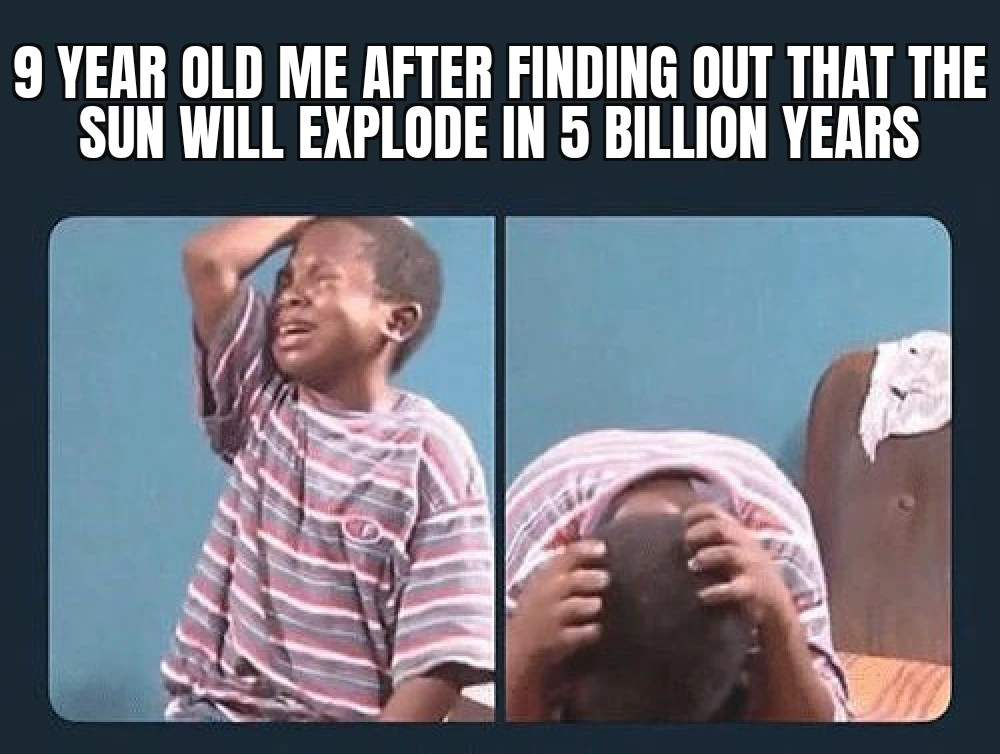 9 YEAR OLD ME AFTER FINDING OUT THAT THE
SUN WILL EXPLODE IN 5 BILLION YEARS